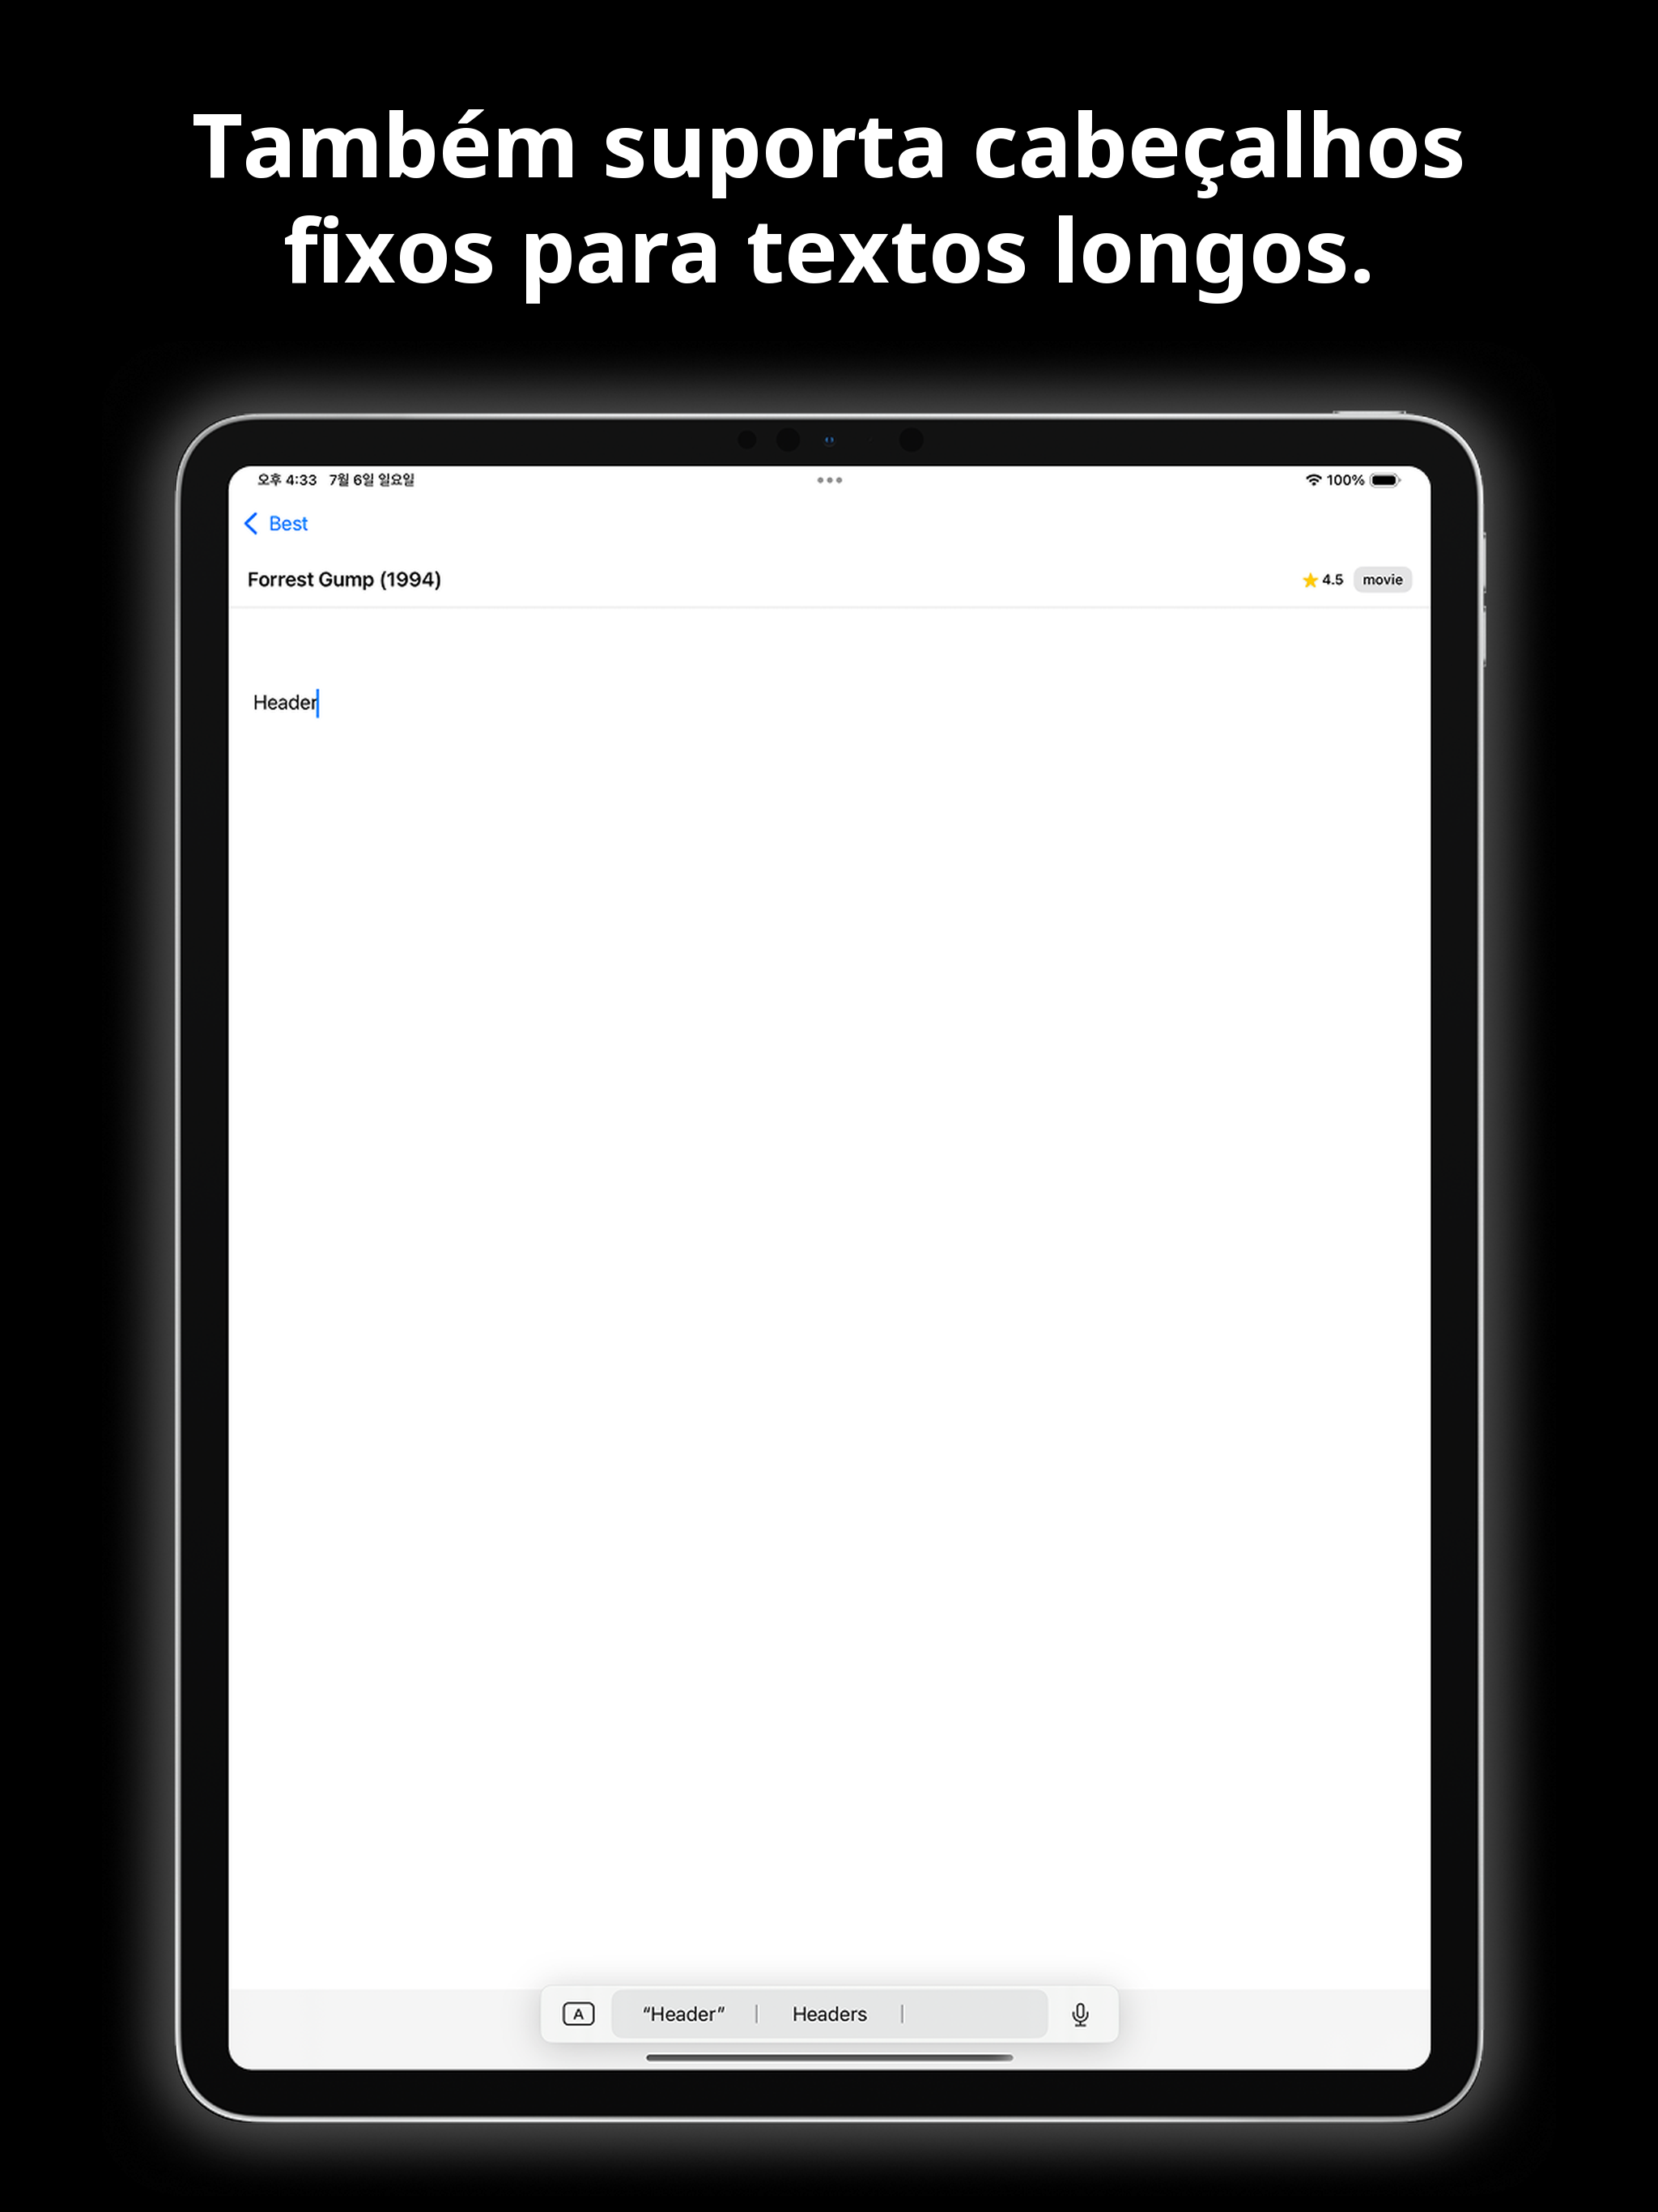 Também suporta cabeçalhos
fixos para textos longos.
오후 4:33 7월 6일 일요일
100%
Best
Forrest Gump (1994)
4.5 movie
Header
A “Header” Headers